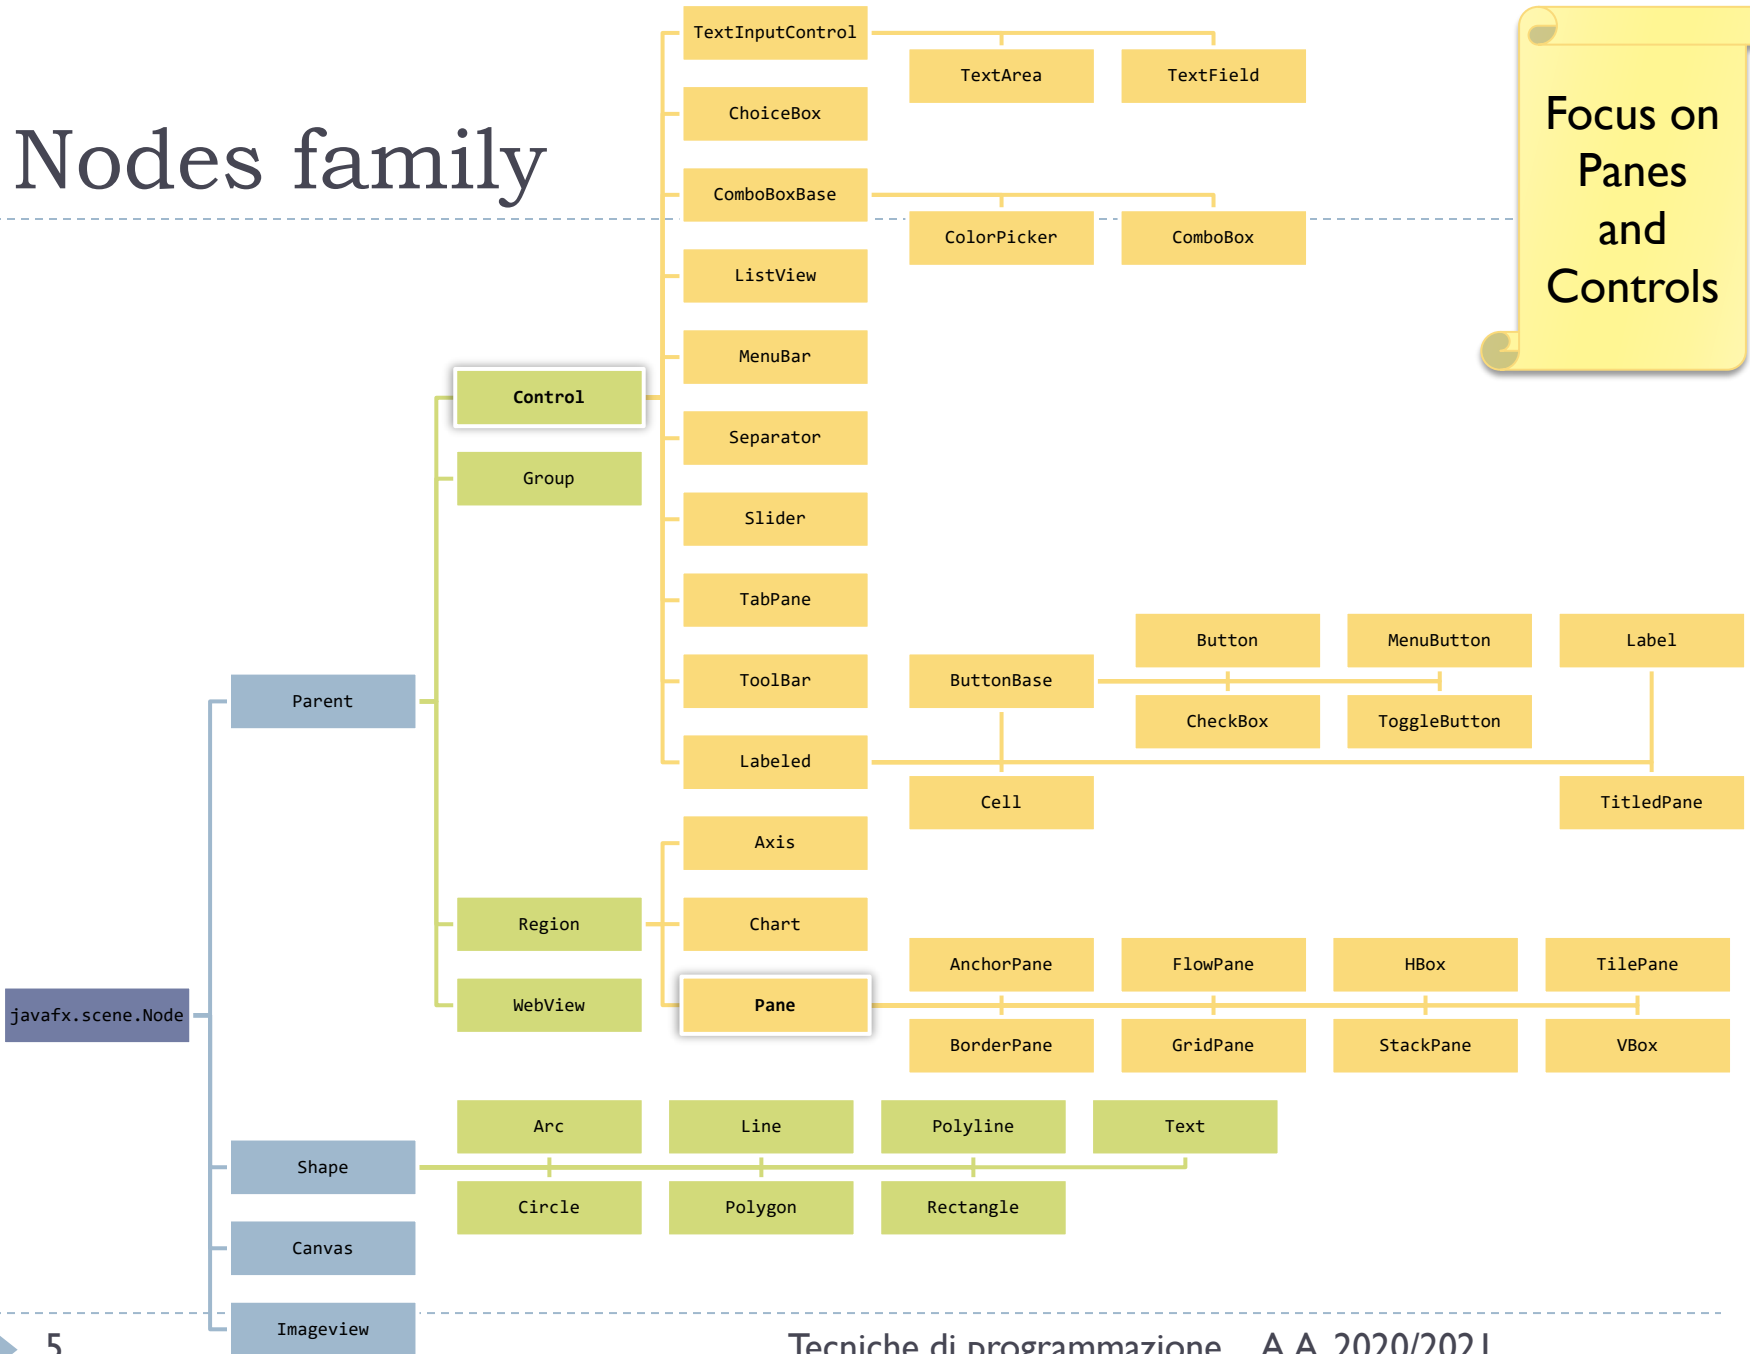 Nodes family
Focus on
Panes
and
Controls
TextInputControl
TextArea
TextField
ChoiceBox
ComboBoxBase
ColorPicker
ComboBox
ListView
MenuBar
Control
Separator
Group
Slider
TabPane
Button
MenuButton
Label
Parent
ToolBar
ButtonBase
CheckBox
ToggleButton
Labeled
Cell
TitledPane
Axis
Region
Chart
AnchorPane
FlowPane
HBox
TilePane
javafx.scene.Node
WebView
Pane
BorderPane
GridPane
StackPane
VBox
Arc
Line
Polyline
Text
Shape
Circle
Polygon
Rectangle
Canvas
Imageview
5
Tecniche di programmazione A.A. 2020/2021